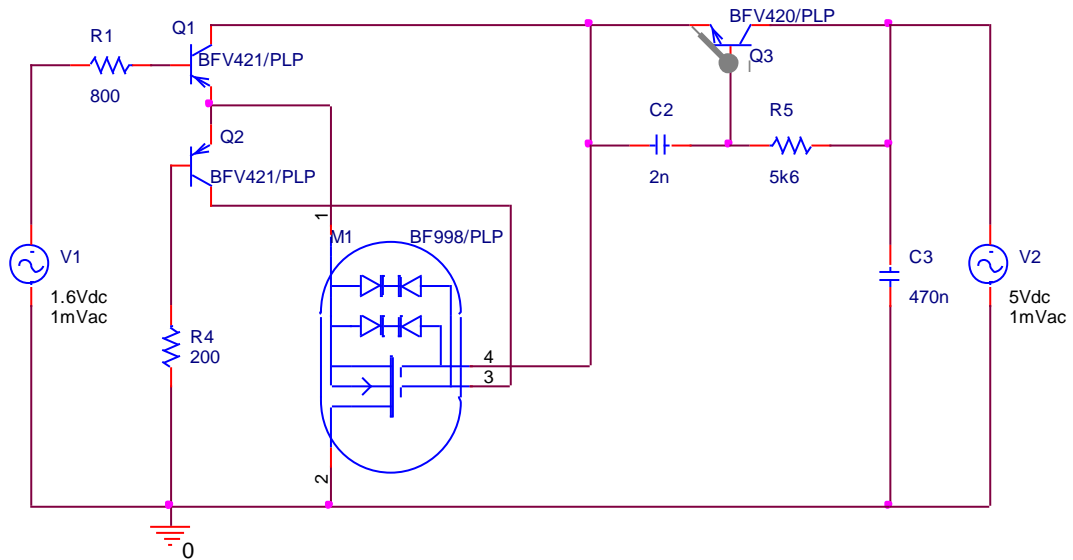 Q1
BFV421/PLP
R1
800
Q2
BFV421/PLP
BFV420/PLP
Q3
C2
2n
R5
5k6
1
M1
BF998/PLP
V1
1.6Vdc
1mVac
R4
200
4
3
2
C3
470n
V2
5Vdc
1mVac
0